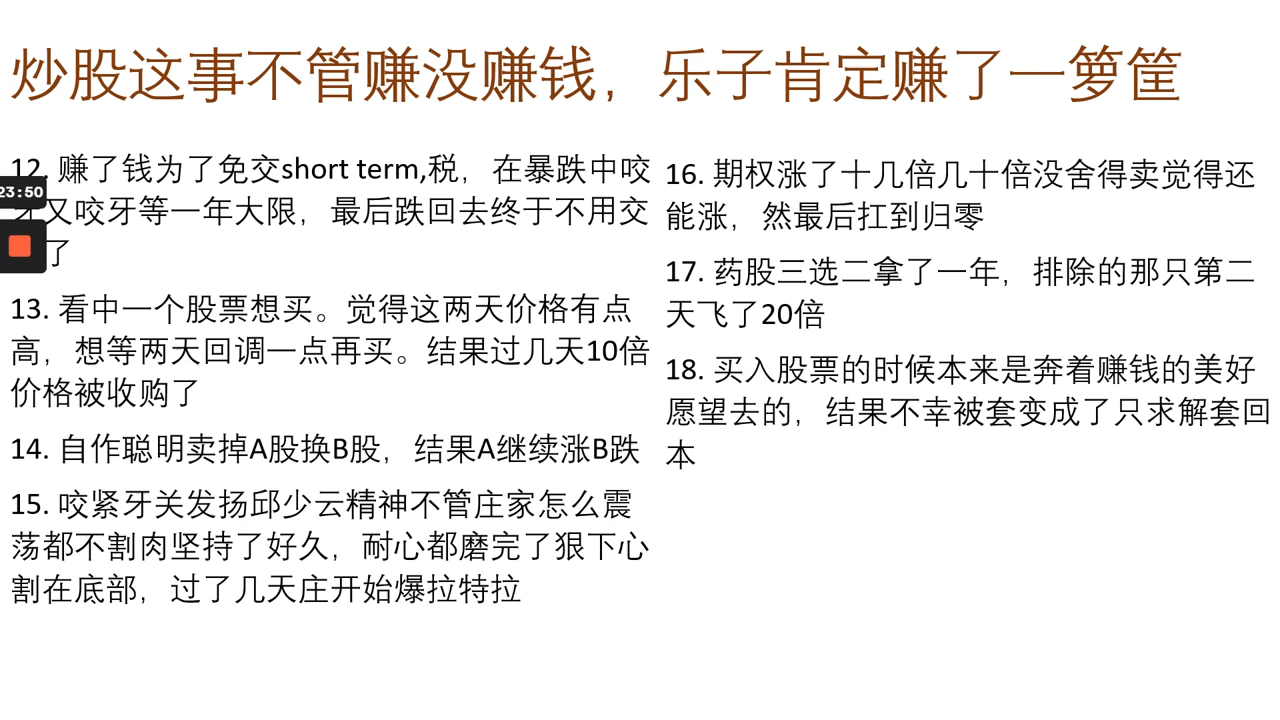 炒股这事不管赚没赚钱，乐子肯定赚了一箩筐
12. 赚了钱为了免交short term,税，在暴跌中咬
又咬牙等一年大限，最后跌回去终于不用交
了
13. 看中一个股票想买。觉得这两天价格有点
高，想等两天回调一点再买。结果过几天10倍
价格被收购了
14. 自作聪明卖掉A股换B股，结果A继续涨B跌
15. 咬紧牙关发扬邱少云精神不管庄家怎么震
荡都不割肉坚持了好久，耐心都磨完了狠下心
割在底部，过了几天庄开始爆拉特拉
16. 期权涨了十几倍几十倍没舍得卖觉得还
能涨，然最后扛到归零
17. 药股三选二拿了一年，排除的那只第二
天飞了20倍
18. 买入股票的时候本来是奔着赚钱的美好
愿望去的，结果不幸被套变成了只求解套回
本
23:50